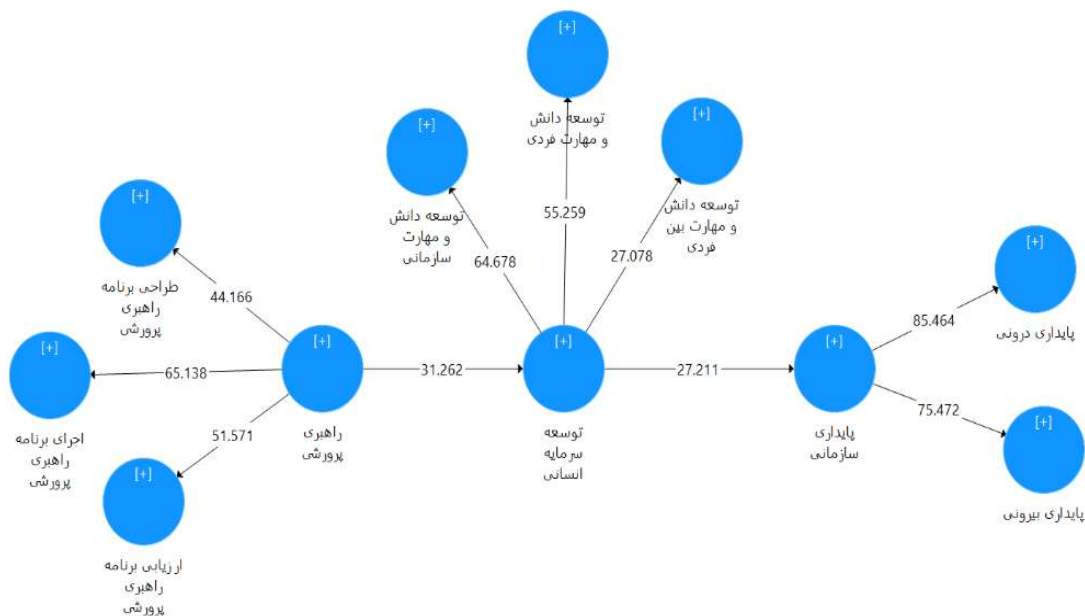 [+]
توسعه دانش
و مهارت فردی
[+]
توسعه دانش
و مهارت
سازمانی
[+]
توسعه دانش
و مهارت بین
فردی
55.259
64.678
27.078
[+]
طراحی برنامه
راهبری
پرورشی
44.166
[+]
پایداری درونی
85.464
[+]
اجرای برنامه
راهبری
پرورشی
65.138
[+]
راهبری
پرورشی
31.262
[+]
توسعه
سرمایه
انسانی
27.211
[+]
پایداری
سازمانی
75.472
[+]
پایداری بیرونی
51.571
[+]
ارزیابی برنامه
راهبری
پرورشی